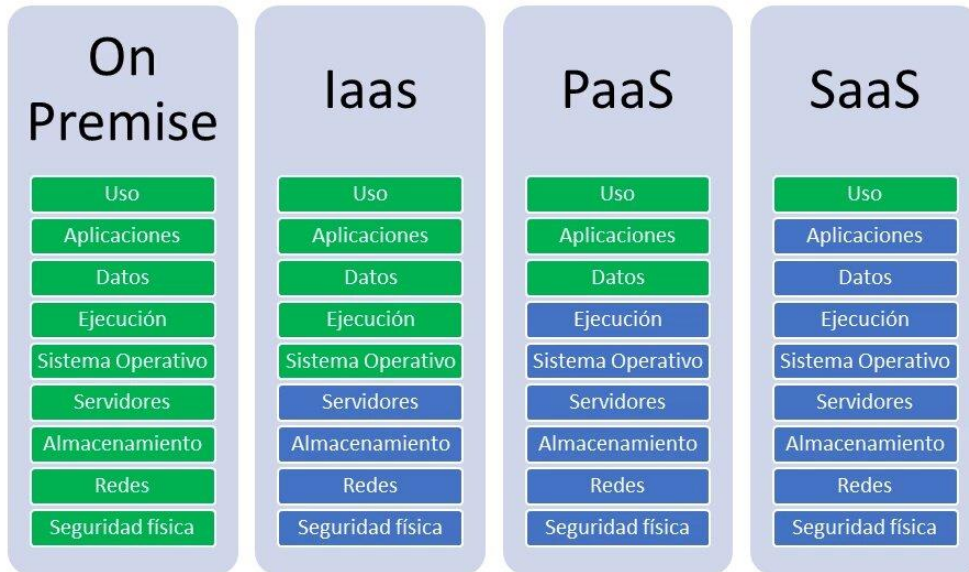 On
Premise
Uso
Aplicaciones
Datos
Ejecución
Sistema Operativo
Servidores
Almacenamiento
Redes
Seguridad física
Iaas
Uso
Aplicaciones
Datos
Ejecución
Sistema Operativo
Servidores
Almacenamiento
Redes
Seguridad física
PaaS
Uso
Aplicaciones
Datos
Ejecución
Sistema Operativo
Servidores
Almacenamiento
Redes
Seguridad física
SaaS
Uso
Aplicaciones
Datos
Ejecución
Sistema Operativo
Servidores
Almacenamiento
Redes
Seguridad física